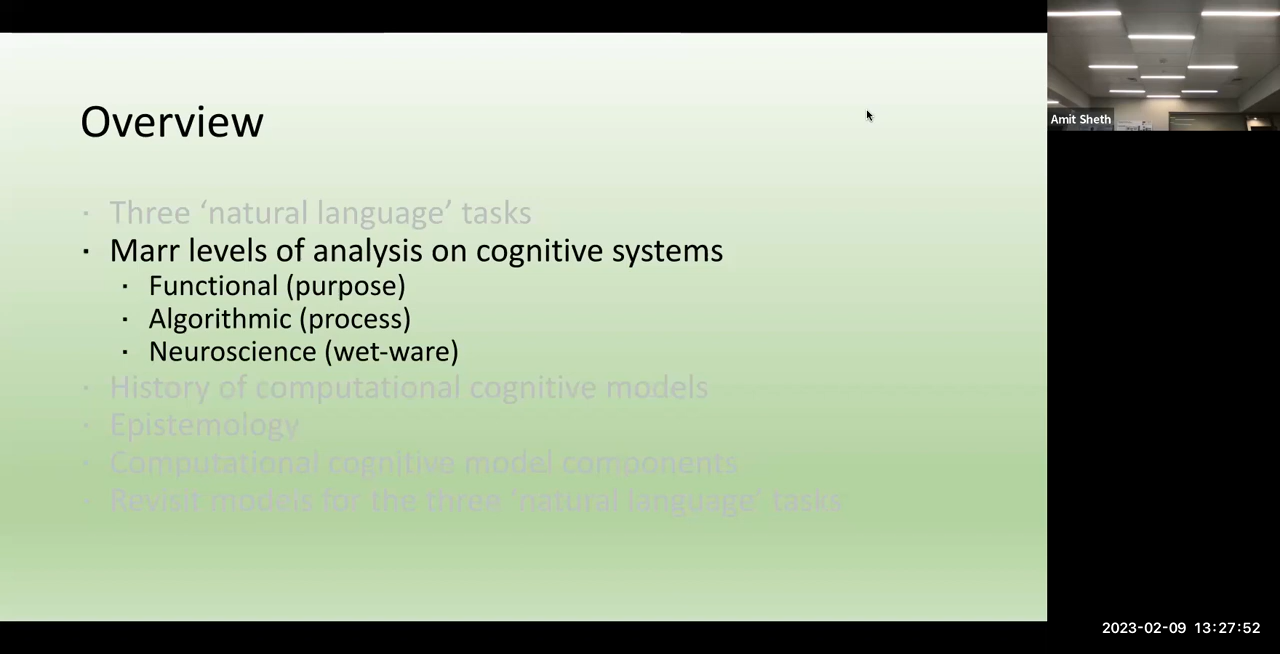 Overview
· Three ‘natural language’ tasks
· Marr levels of analysis on cognitive systems
· Functional (purpose)
· Algorithmic (process)
· Neuroscience (wet-ware)
· History of computational cognitive models
· Epistemology
· Computational cognitive model components
· Revisit models for the three ‘natural language’ tasks
Amit Sheth
2023-02-09 13:27:52